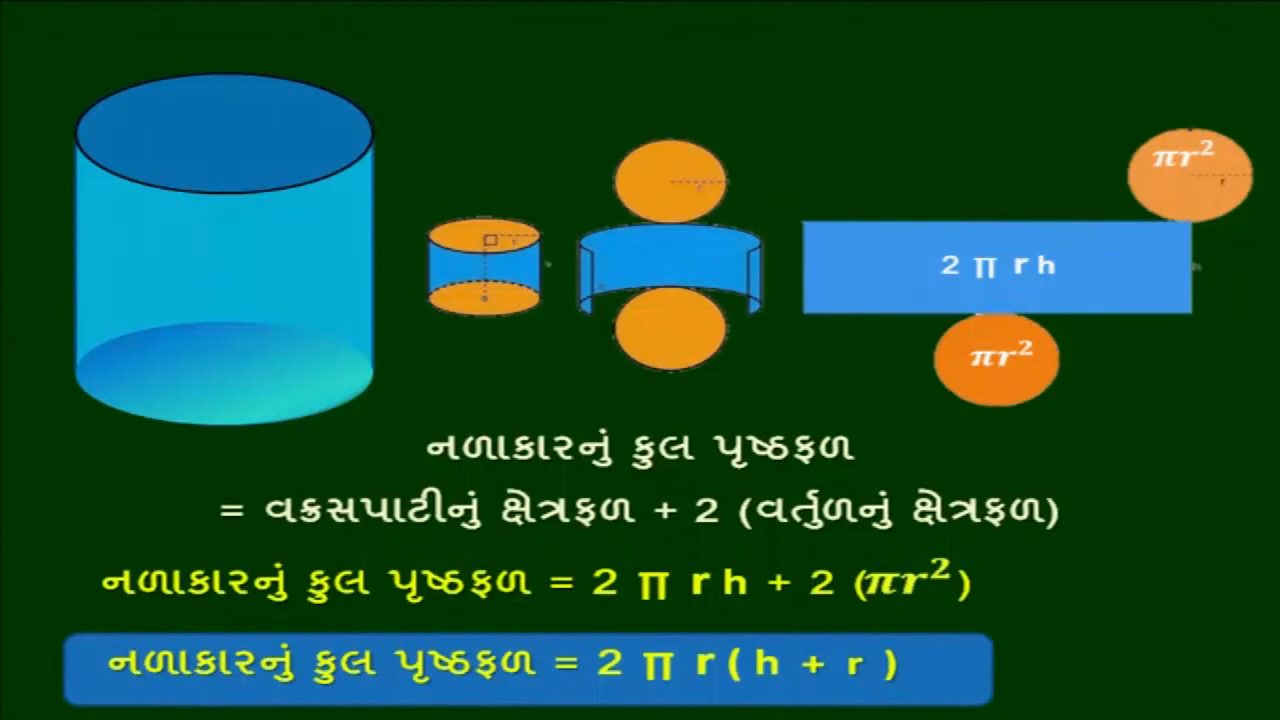 πr²
r
2 π r h
πr²
નળાકારનું કુલ પૃષ્ઠફળ
= વક્રસપાટીનું ક્ષેત્રફળ + 2 (વર્તુળનું ક્ષેત્રફળ)
નળાકારનું કુલ પૃષ્ઠફળ = 2 π r h + 2 (πr²)
નળાકારનું કુલ પૃષ્ઠફળ = 2 π r ( h + r )